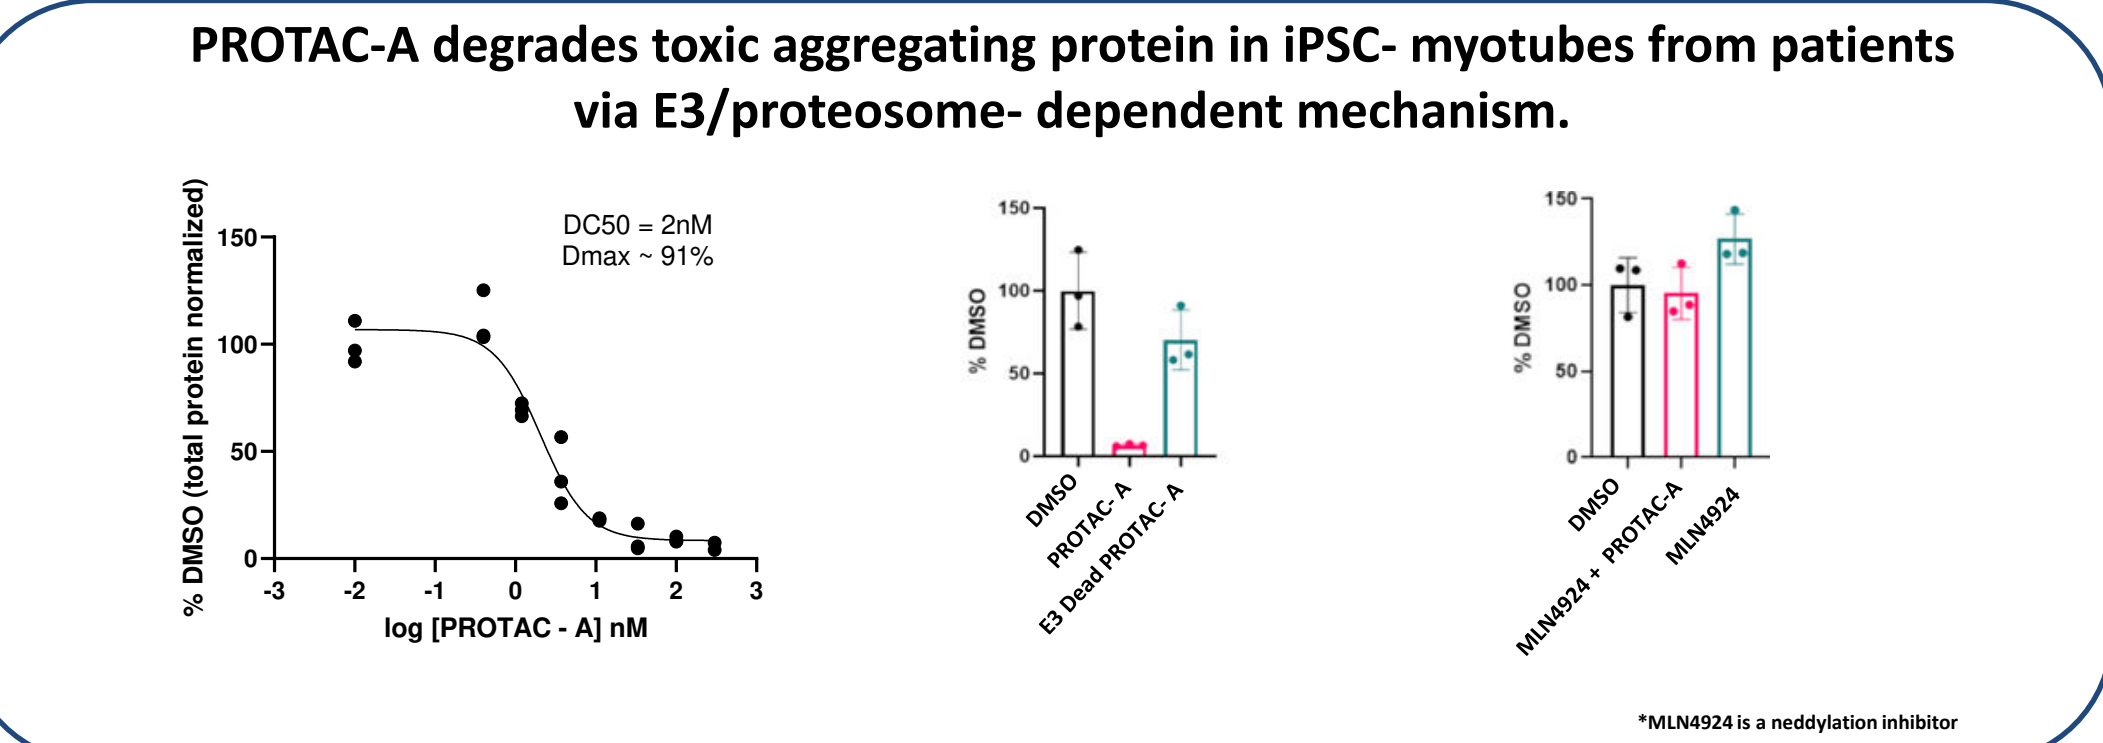 PROTAC-A degrades toxic aggregating protein in iPSC- myotubes from patients
via E3/proteosome- dependent mechanism.
% DMSO (total protein normalized)
150
100
50
0
-3 -2 -1 0 1 2 3
log [PROTAC - A] nM
DC50 = 2nM
Dmax ~ 91%
% DMSO
150
100
50
0
DMSO
PROTAC- A
E3 Dead PROTAC- A
% DMSO
150
100
50
0
DMSO
MLN4924 + PROTAC-A
MLN4924
*MLN4924 is a neddylation inhibitor